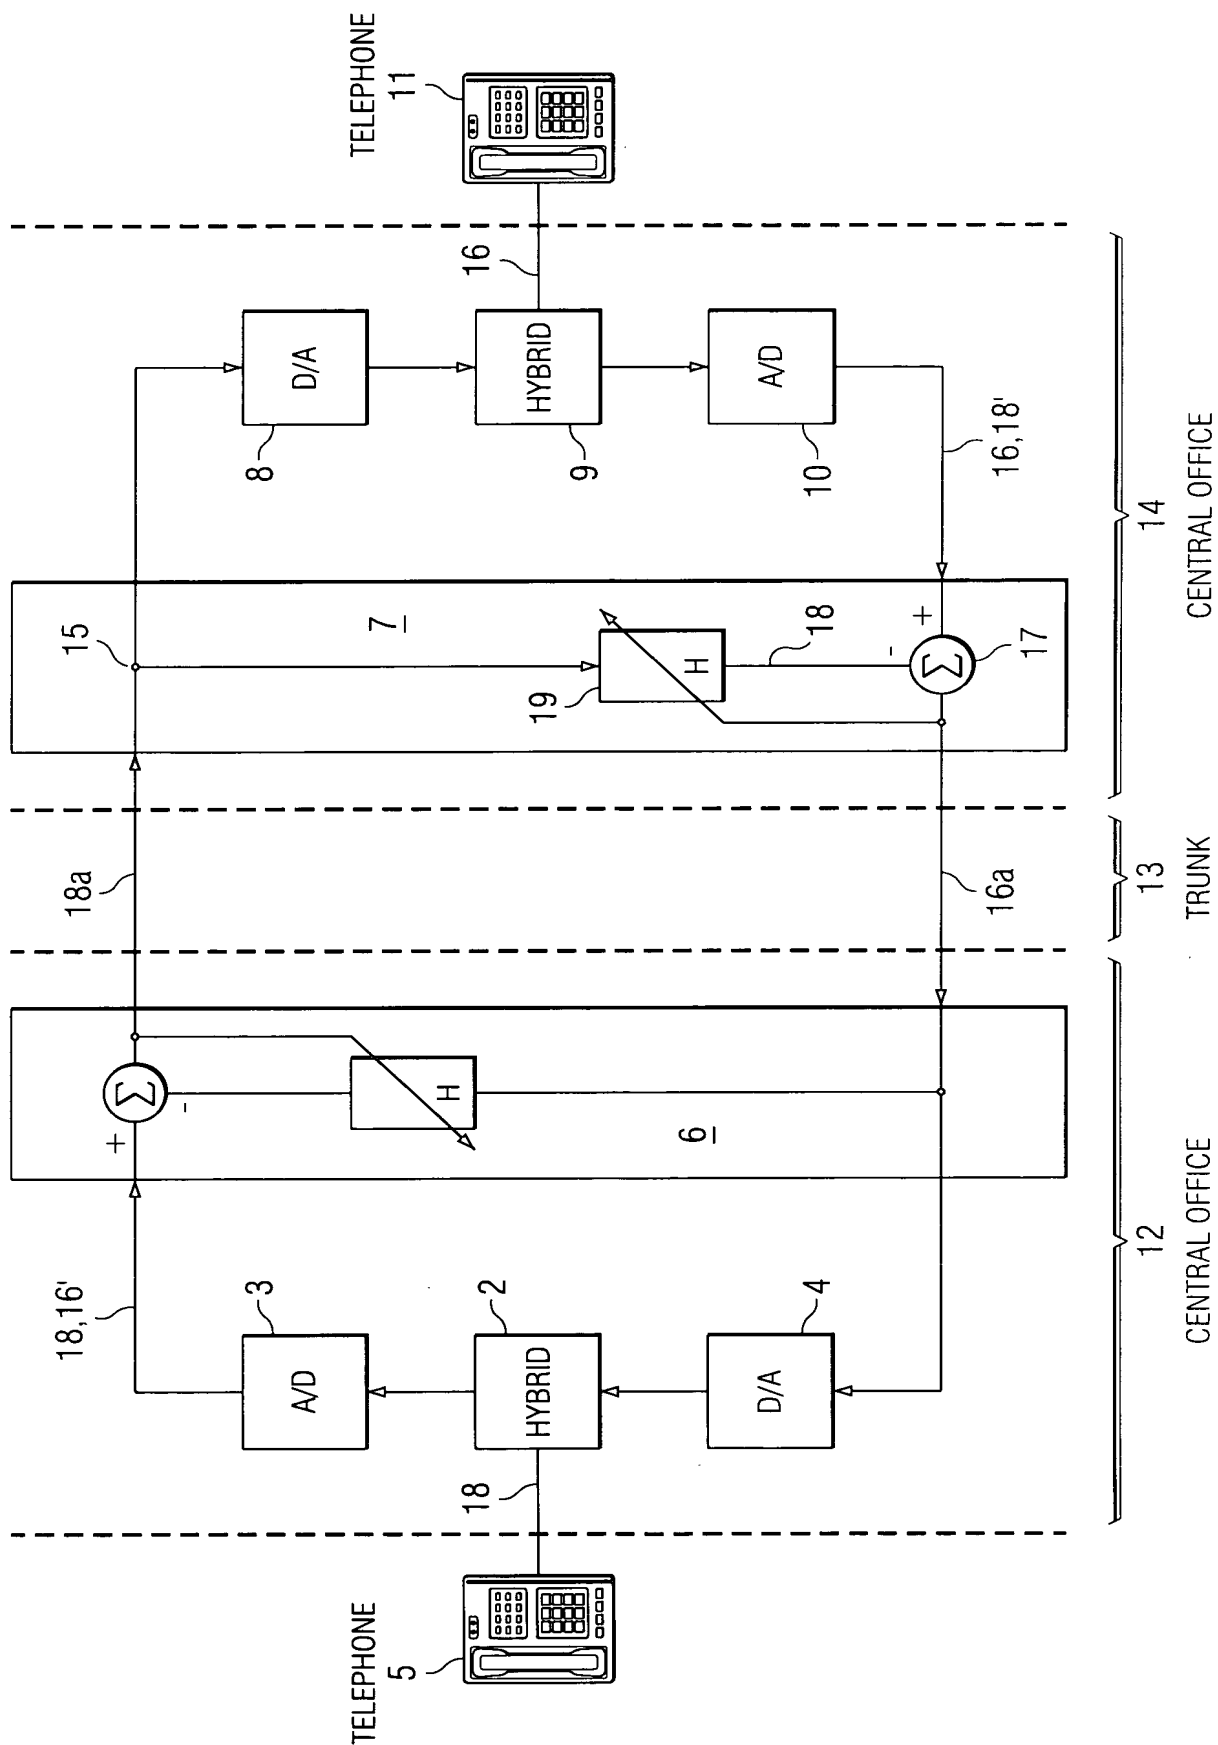 TELEPHONE
5
18
18,16'
A/D
3
HYBRID
2
D/A
4
+
Σ
-
H
6
12
CENTRAL OFFICE
18a
16a
13
TRUNK
15
7
19
H
18
-
+
Σ
17
D/A
8
HYBRID
9
A/D
10
16,18'
16
14
CENTRAL OFFICE
TELEPHONE
11